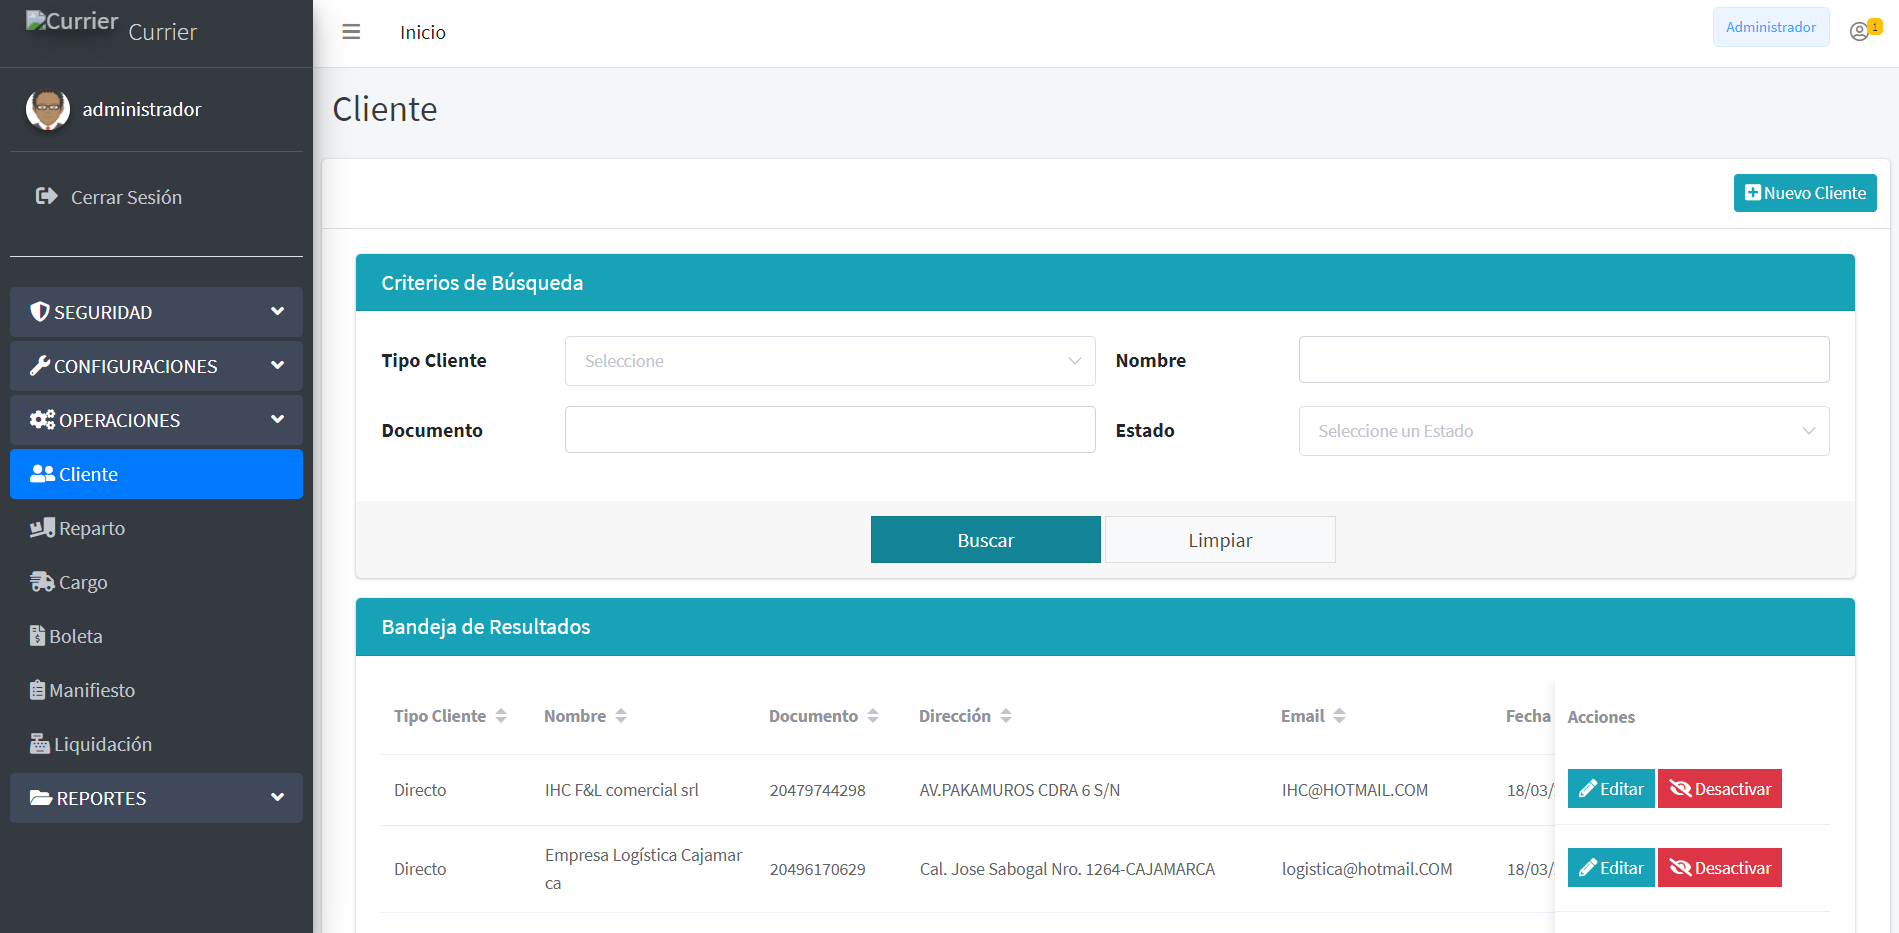 Currier Currier
Inicio
Administrador
1
administrador
Cerrar Sesión
SEGURIDAD
CONFIGURACIONES
OPERACIONES
Cliente
Reparto
Cargo
Boleta
Manifiesto
Liquidación
REPORTES
Cliente
Nuevo Cliente
Criterios de Búsqueda
Tipo Cliente Seleccione Nombre
Documento Estado Seleccione un Estado
Buscar Limpiar
Bandeja de Resultados
Tipo Cliente Nombre Documento Dirección Email Fecha Acciones
Directo IHC F&L comercial srl 20479744298 AV.PAKAMUROS CDRA 6 S/N IHC@HOTMAIL.COM 18/03/ Editar Desactivar
Directo Empresa Logística Cajamar
ca 20496170629 Cal. Jose Sabogal Nro. 1264-CAJAMARCA logistica@hotmail.COM 18/03/ Editar Desactivar